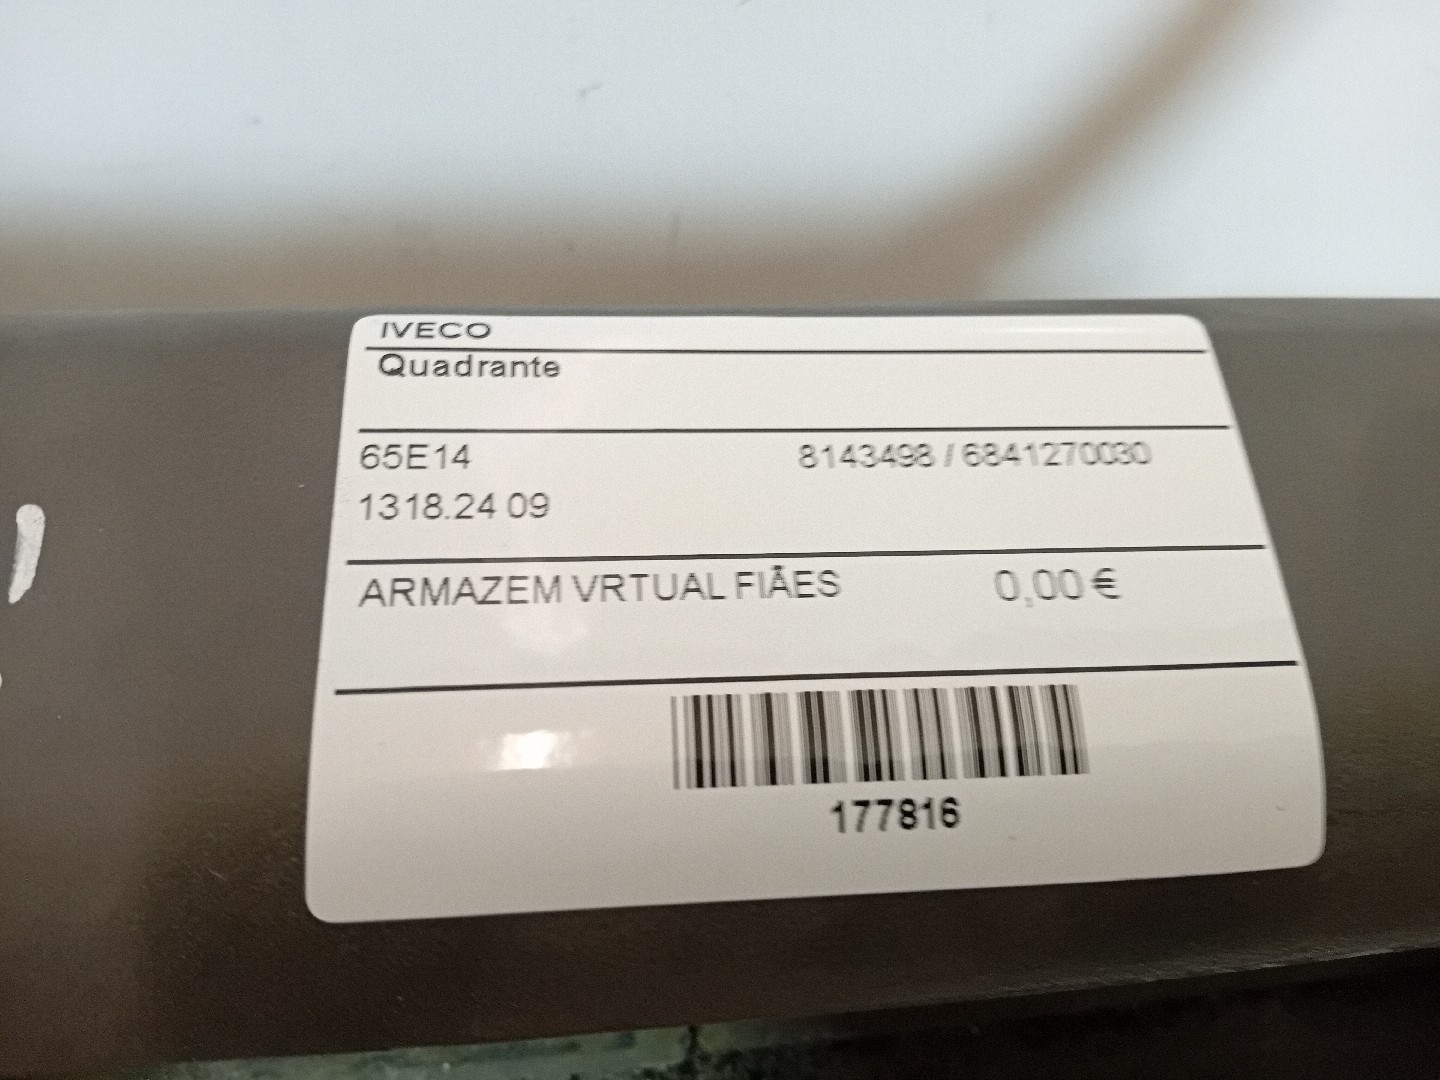 IVECO
Quadrante
65E14 8143498 / 6841270030
1318.24 09
ARMAZEM VRTUAL FIÃES 0,00 €
177816